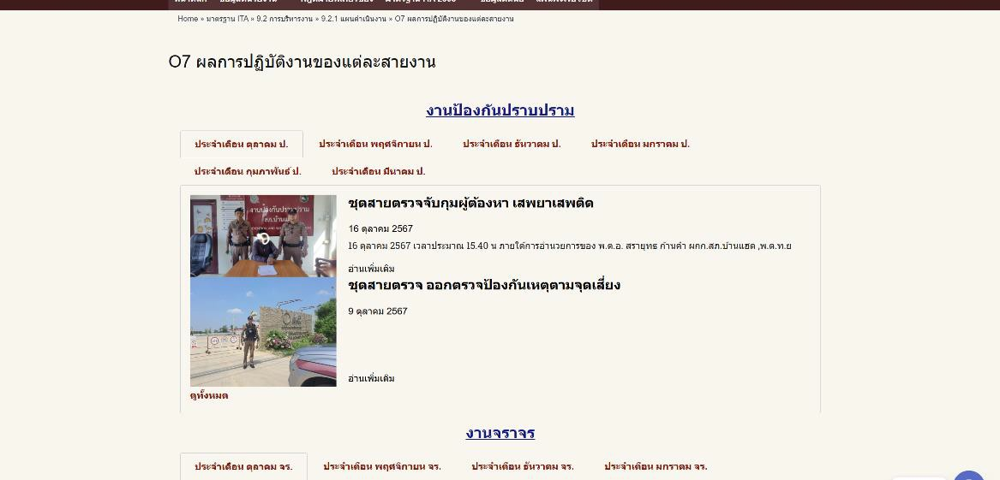 Home » มาตรฐาน ITA » 9.2 การบริหารงาน » 9.2.1 แผนดำเนินงาน » O7 ผลการปฏิบัติงานของแต่ละสายงาน
O7 ผลการปฏิบัติงานของแต่ละสายงาน
งานป้องกันปราบปราม
ประจำเดือน ตุลาคม ป. ประจำเดือน พฤศจิกายน ป. ประจำเดือน ธันวาคม ป. ประจำเดือน มกราคม ป.
ประจำเดือน กุมภาพันธ์ ป. ประจำเดือน มีนาคม ป.
งานป้องกันปราบปราม
ชุดสายตรวจจับกุมผู้ต้องหา เสพยาเสพติด
16 ตุลาคม 2567
16 ตุลาคม 2567 เวลาประมาณ 15.40 น ภายใต้การอำนวยการของ พ.ต.อ. สรายุทธ ก้านคำ ผกก.สภ.บ้านแฮด ,พ.ต.ท.ย
อ่านเพิ่มเติม
ชุดสายตรวจ ออกตรวจป้องกันเหตุตามจุดเสี่ยง
9 ตุลาคม 2567
อ่านเพิ่มเติม
ดูทั้งหมด
งานจราจร
ประจำเดือน ตุลาคม จร. ประจำเดือน พฤศจิกายน จร. ประจำเดือน ธันวาคม จร. ประจำเดือน มกราคม จร.